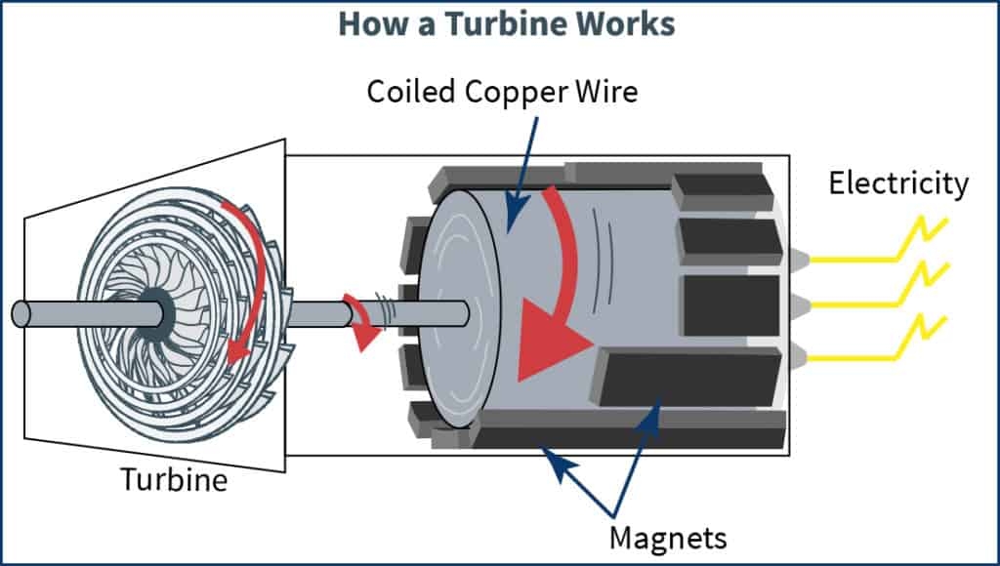 How a Turbine Works
Coiled Copper Wire
Electricity
Turbine
Magnets